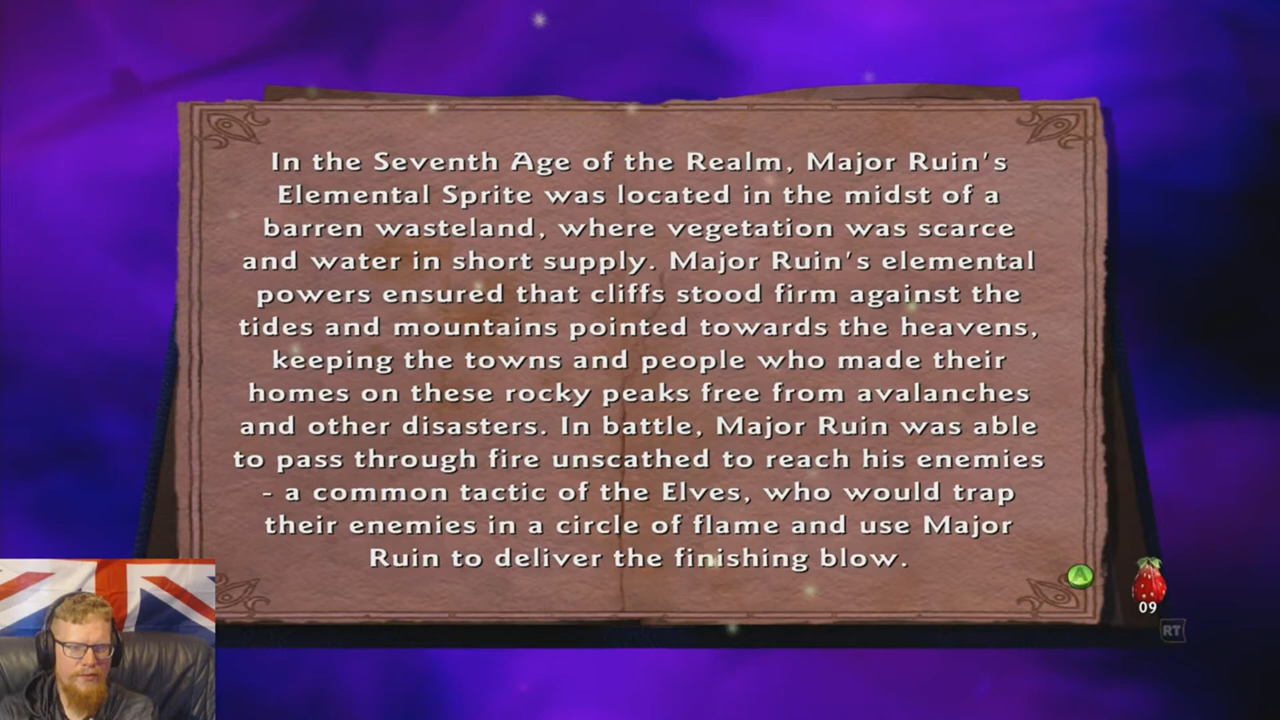 In the Seventh Age of the Realm, Major Ruin's
Elemental Sprite was located in the midst of a
barren wasteland, where vegetation was scarce
and water in short supply. Major Ruin's elemental
powers ensured that cliffs stood firm against the
tides and mountains pointed towards the heavens,
keeping the towns and people who made their
homes on these rocky peaks free from avalanches
and other disasters. In battle, Major Ruin was able
to pass through fire unscathed to reach his enemies
- a common tactic of the Elves, who would trap
their enemies in a circle of flame and use Major
Ruin to deliver the finishing blow.
A
09
RT